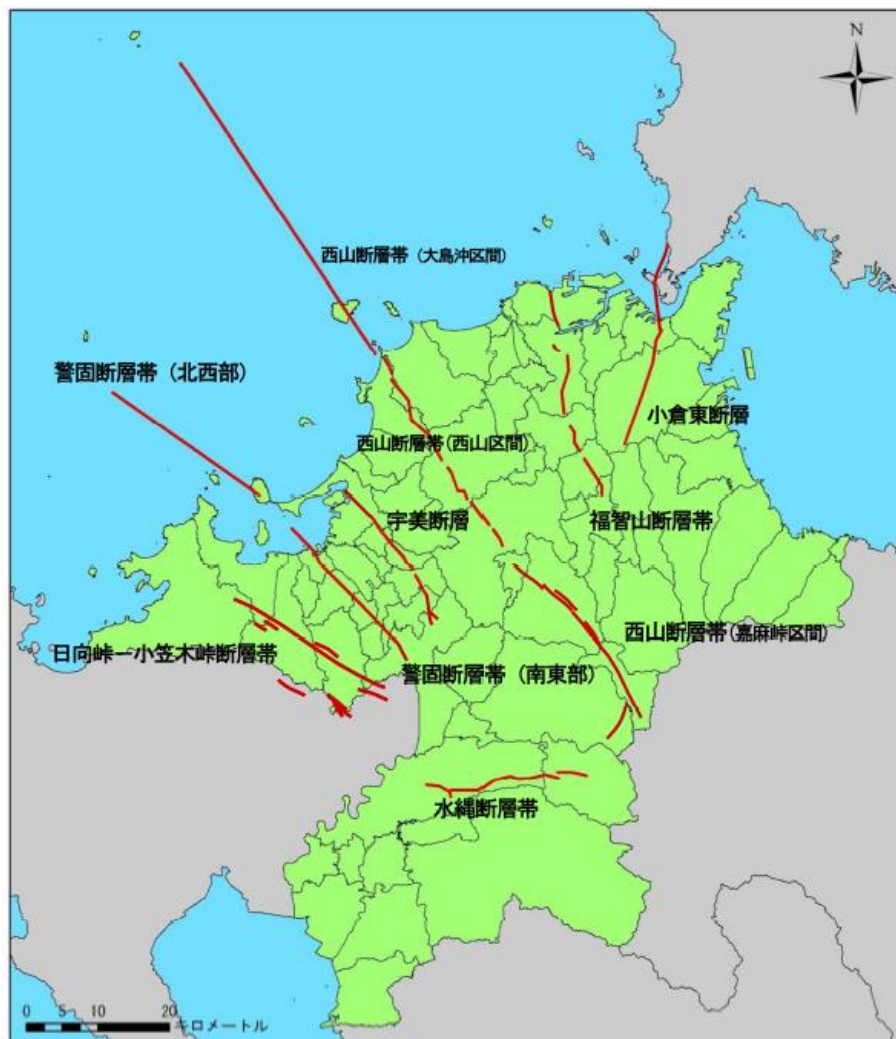 N
西山断層帯（大島沖区間）
警固断層帯（北西部）
小倉東断層
西山断層帯(西山区間)
宇美断層
福智山断層帯
西山断層帯(嘉麻峠区間)
日向峠ー小笠木峠断層帯
警固断層帯（南東部）
水縄断層帯
0 5 10 20
キロメートル